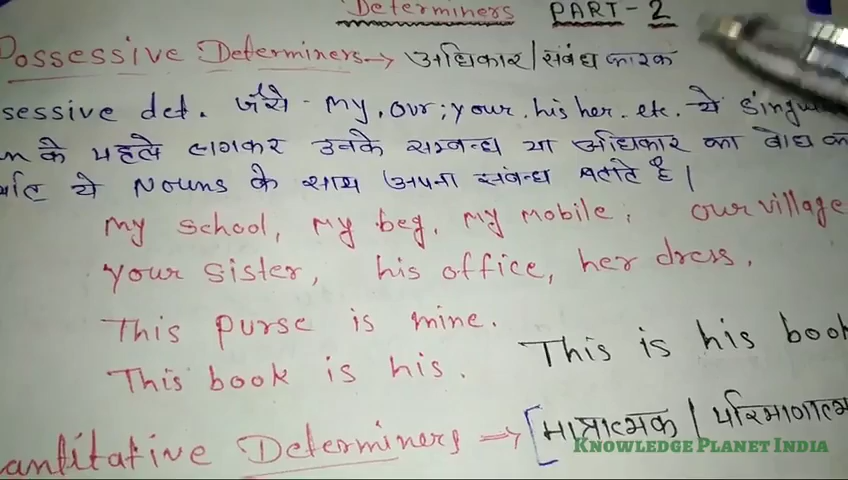 Determiners PART-2
Possessive Determiners→ अधिकार/संबंध कारक
sessive det. जैसे - my, our; your, his her. etc. ये singu
n के पहले लगकर उनके सम्बन्ध या अधिकार का बोध क
ये Nouns के साथ अपना संबंध बताते है।
My school, My beg, My mobile; our village
Your sister, his office, her dress.
This purse is mine.
This book is his. This is his book
antitative Determiners ⇒ [मात्रात्मक / परिमाणात्म
KNOWLEDGE PLANET INDIA